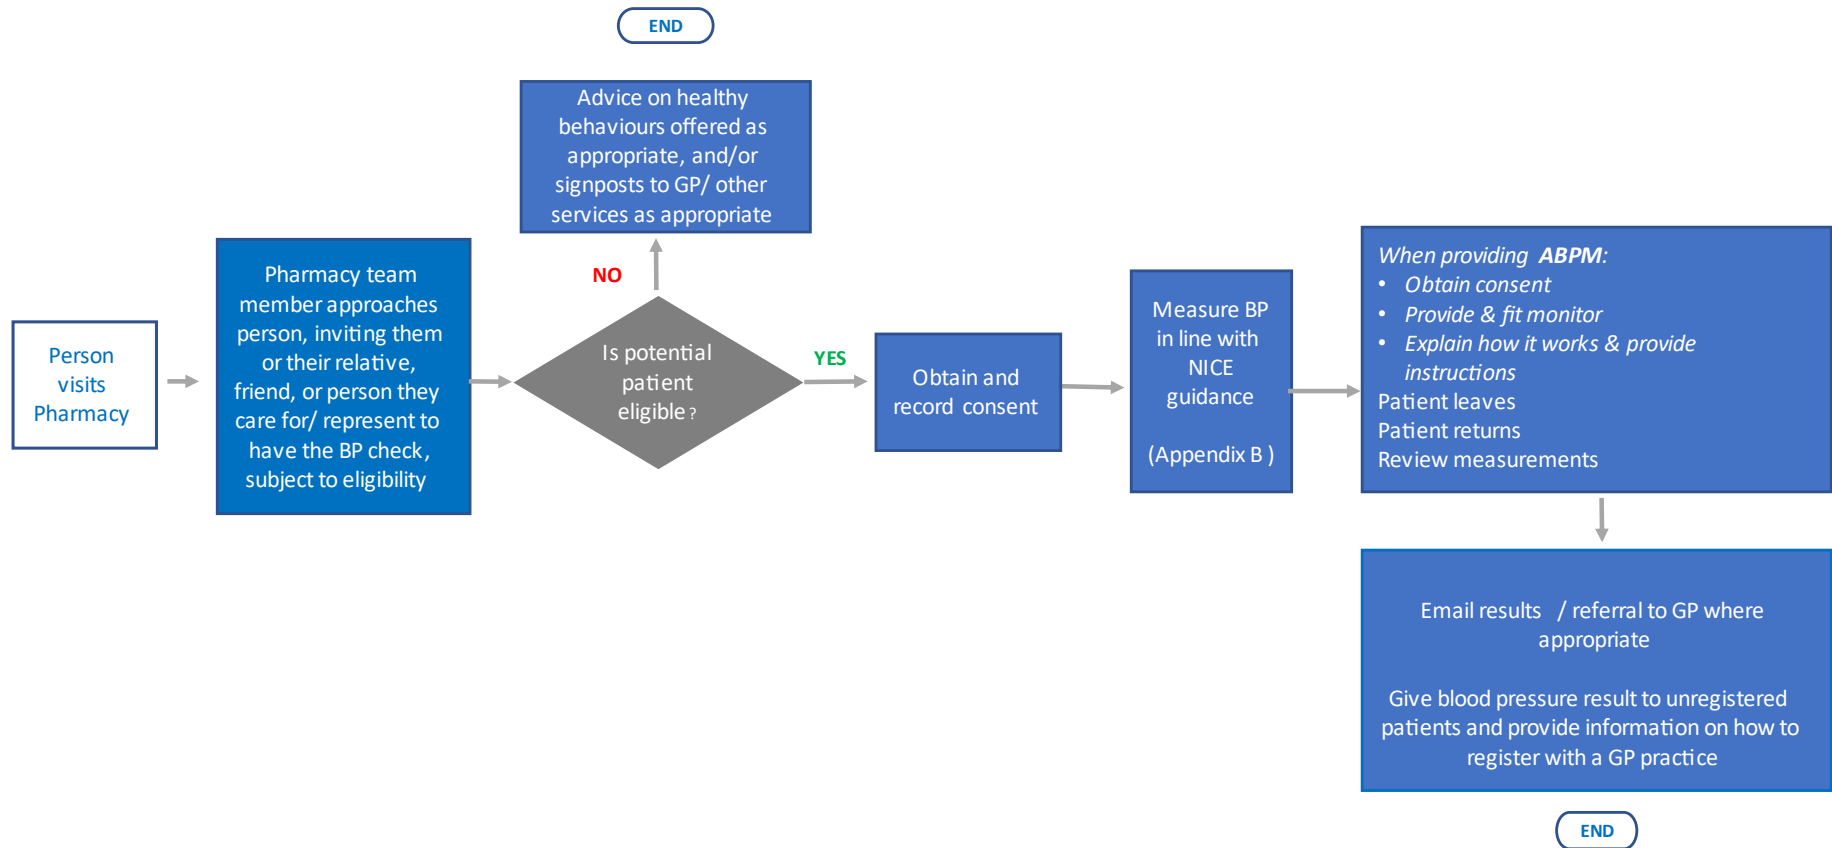 END
Advice on healthy
behaviours offered as
appropriate, and/or
signposts to GP/ other
services as appropriate
NO
Person
visits
Pharmacy
Pharmacy team
member approaches
person, inviting them
or their relative,
friend, or person they
care for/ represent to
have the BP check,
subject to eligibility
Is potential
patient
eligible?
YES
Obtain and
record consent
Measure BP
in line with
NICE
guidance
(Appendix B )
When providing ABPM:
• Obtain consent
• Provide & fit monitor
• Explain how it works & provide
instructions
Patient leaves
Patient returns
Review measurements
Email results / referral to GP where
appropriate
Give blood pressure result to unregistered
patients and provide information on how to
register with a GP practice
END